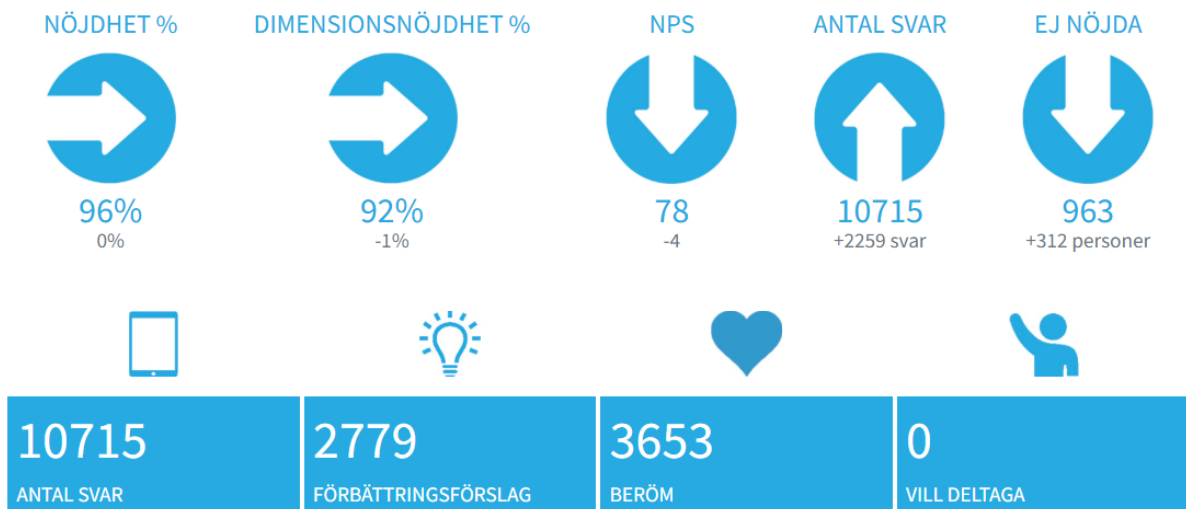 NÖJDHET %
DIMENSIONSNÖJDHET %
NPS
ANTAL SVAR
EJ NÖJDA
96%
92%
78
10715
963
0%
-1%
-4
+2259 svar
+312 personer
10715
2779
3653
0
ANTAL SVAR
FÖRBÄTTRINGSFÖRSLAG
BERÖM
VILL DELTAGA